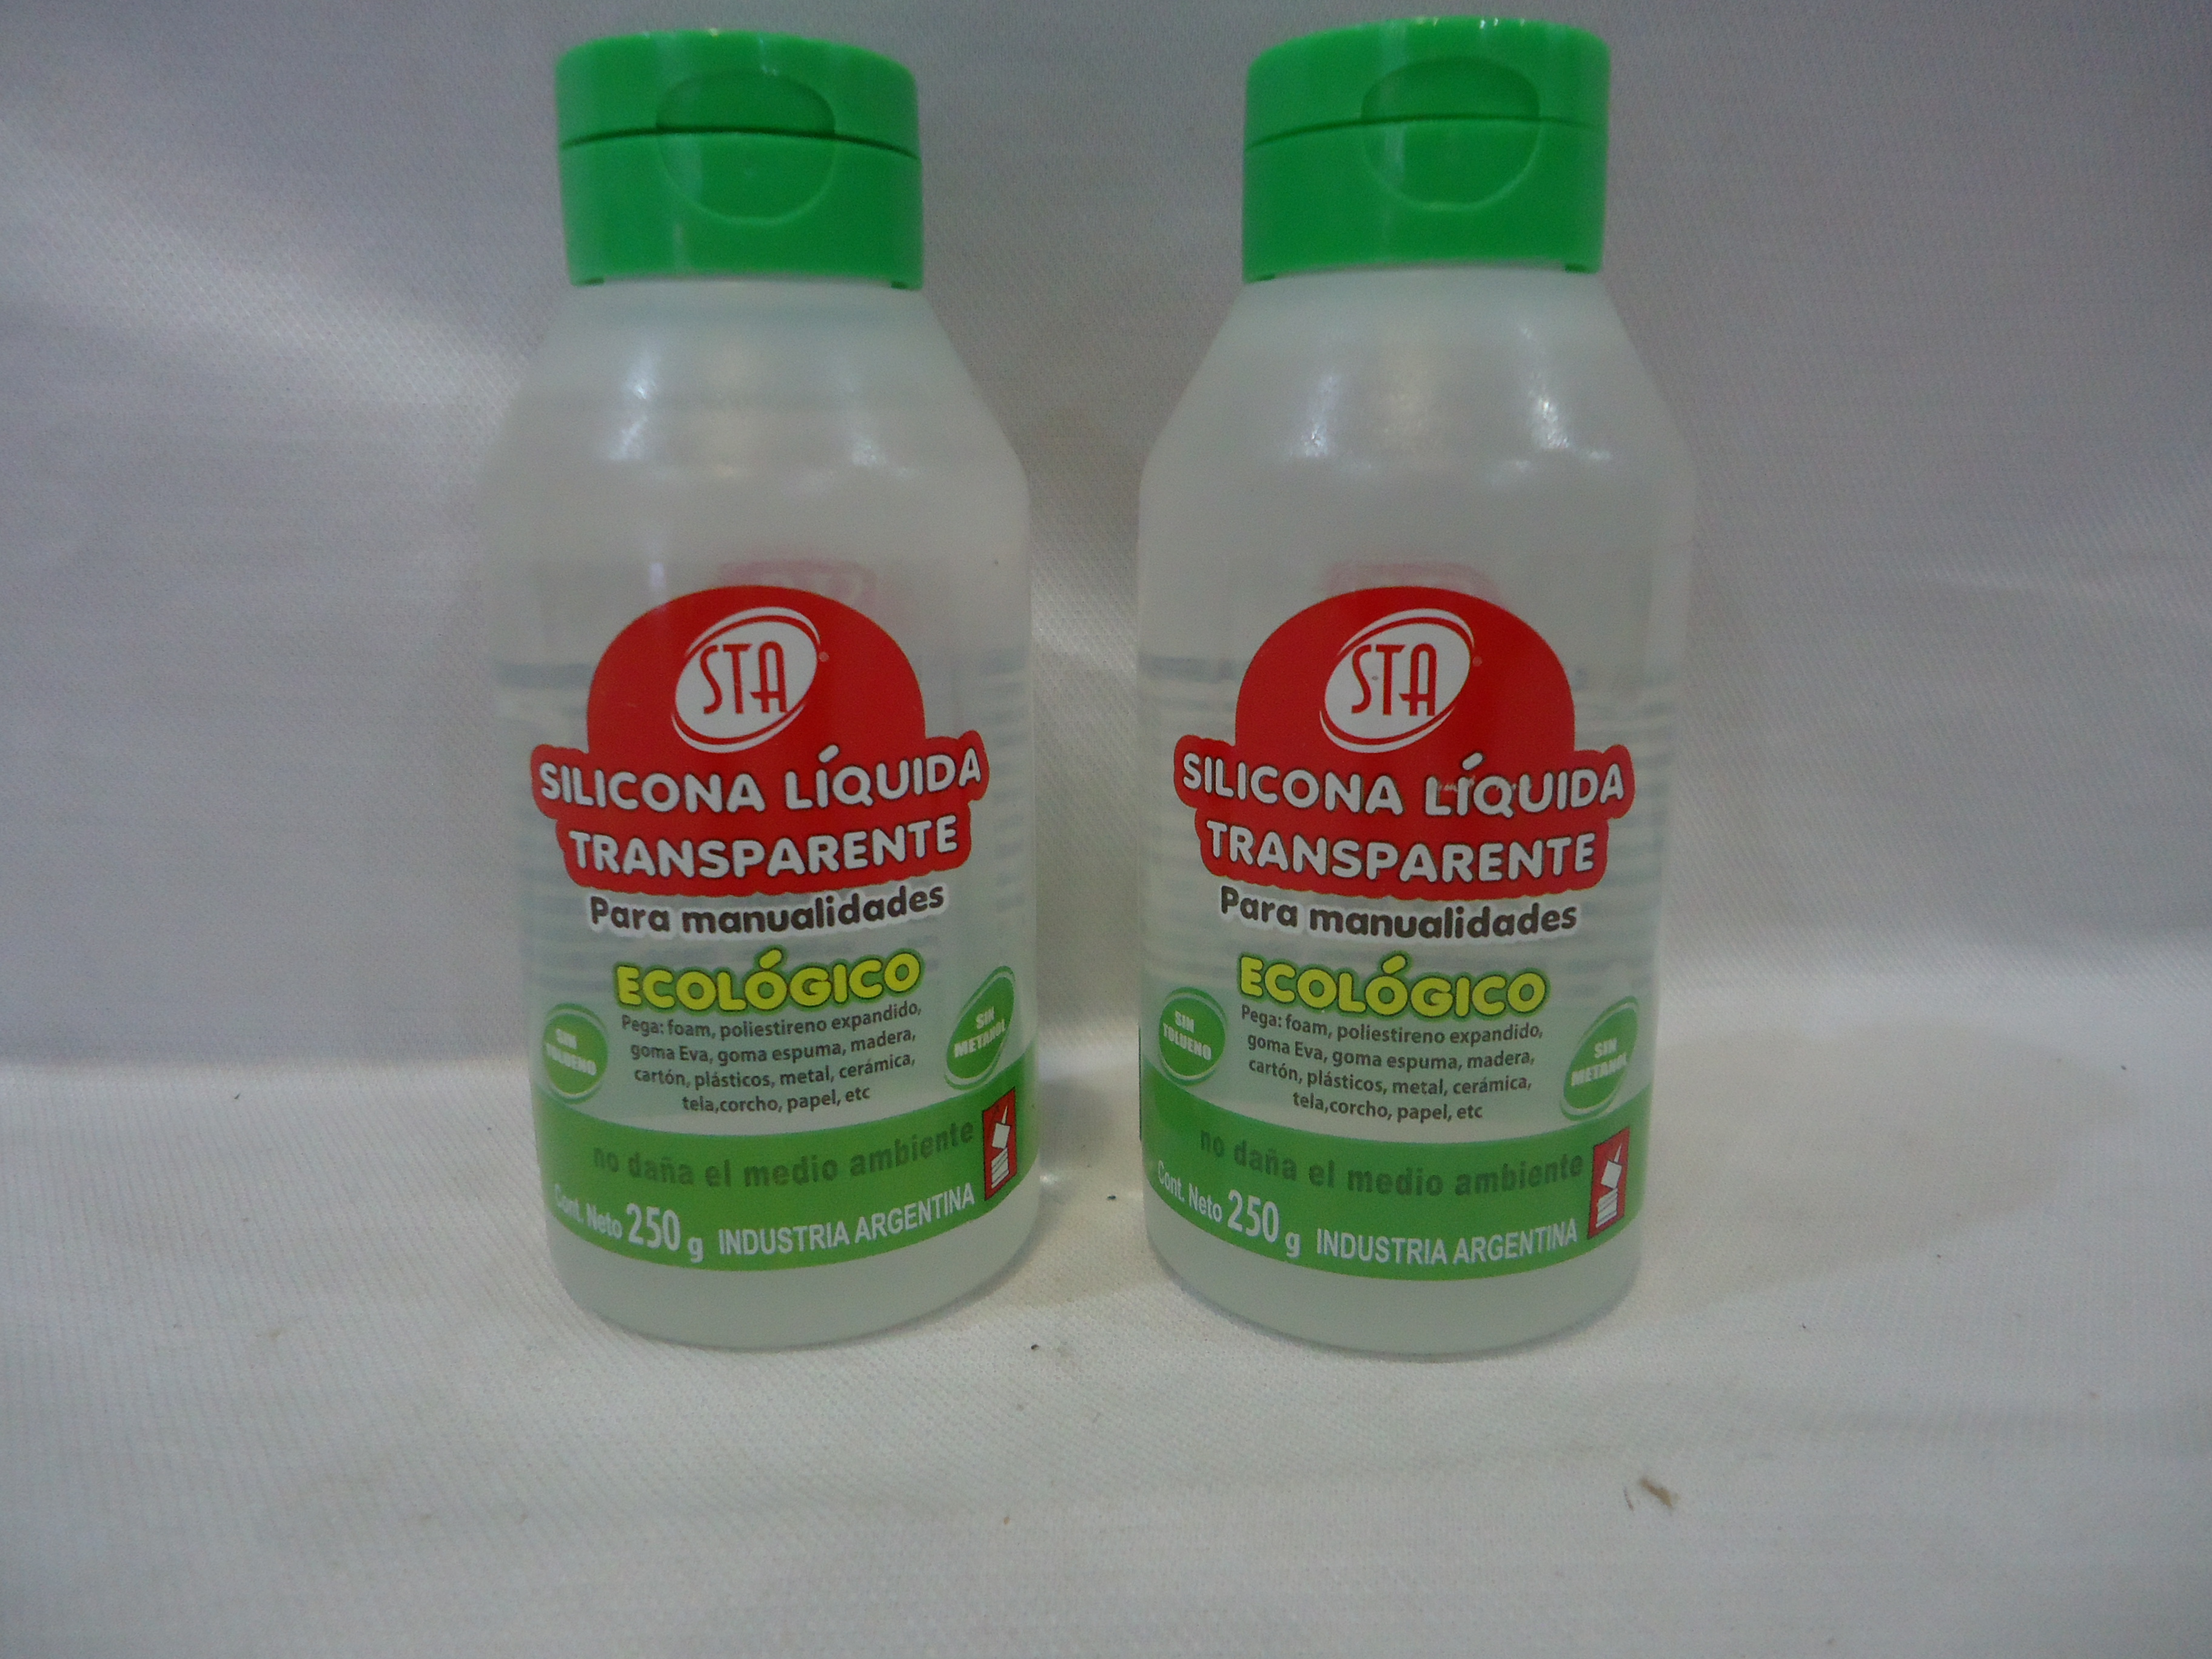 STA®
SILICONA LÍQUIDA
TRANSPARENTE
Para manualidades
ECOLÓGICO
SIN
TOLUENO
Pega: foam, poliestireno expandido,
goma Eva, goma espuma, madera,
cartón, plásticos, metal, cerámica,
tela,corcho, papel, etc
SIN
METANOL
no daña el medio ambiente
Cont. Neto 250 g INDUSTRIA ARGENTINA
STA®
SILICONA LÍQUIDA
TRANSPARENTE
Para manualidades
ECOLÓGICO
SIN
TOLUENO
Pega: foam, poliestireno expandido,
goma Eva, goma espuma, madera,
cartón, plásticos, metal, cerámica,
tela,corcho, papel, etc
SIN
METANOL
no daña el medio ambiente
Cont. Neto 250 g INDUSTRIA ARGENTINA